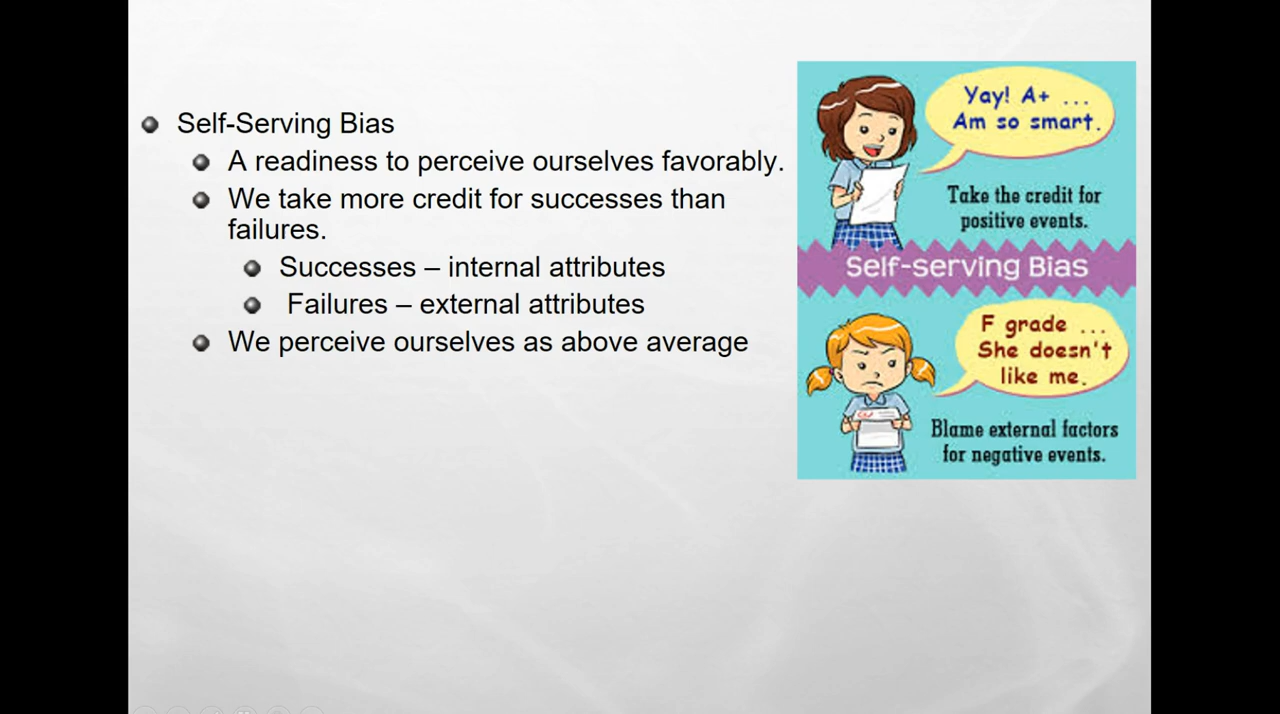 Self-Serving Bias
A readiness to perceive ourselves favorably.
We take more credit for successes than
failures.
Successes – internal attributes
Failures – external attributes
We perceive ourselves as above average
Yay! A+ ...
Am so smart.
Take the credit for
positive events.
Self-serving Bias
F grade ...
She doesn't
like me.
Blame external factors
for negative events.